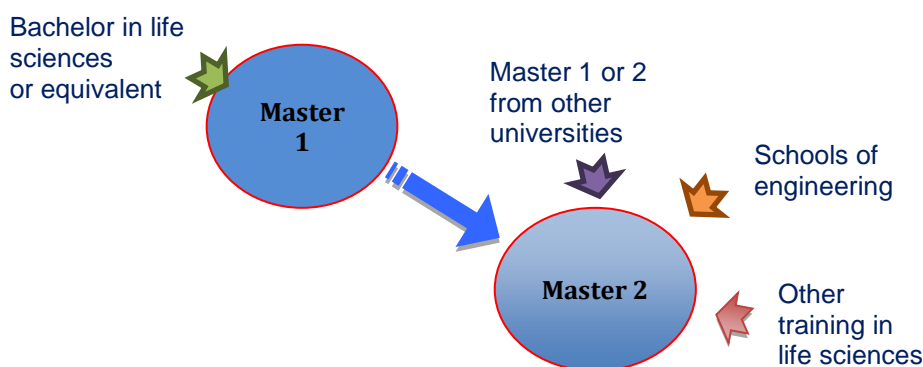 Bachelor in life
sciences
or equivalent
Master
1
Master 1 or 2
from other
universities
Schools of
engineering
Master 2
Other
training in
life sciences